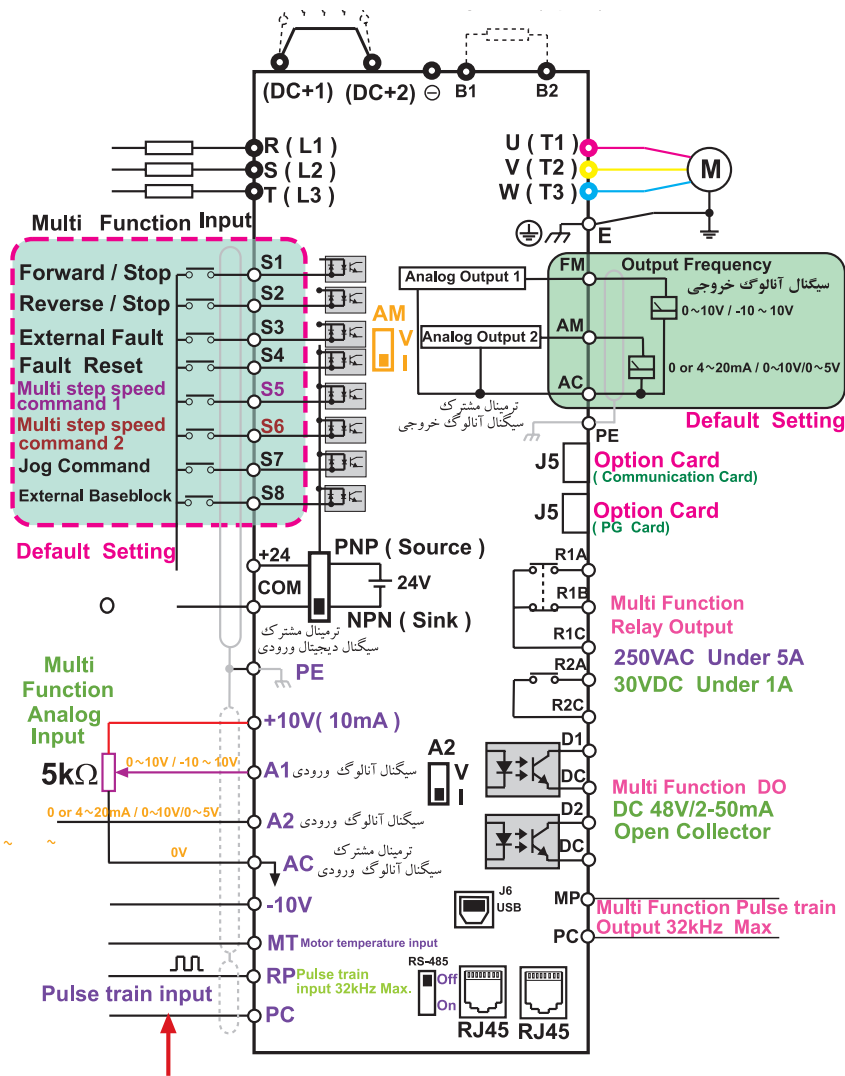 (DC+1) (DC+2) ⊖ B1 B2
R ( L1 )
S ( L2 )
T ( L3 )
U ( T1 )
V ( T2 )
W ( T3 )
M
E
Multi Function Input
Forward / Stop S1
Reverse / Stop S2
External Fault S3
Fault Reset S4
Multi step speed
command 1
S5
Multi step speed
command 2
S6
Jog Command S7
External Baseblock S8
Default Setting
AM
V
I
Analog Output 1
Analog Output 2
FM
AM
AC
Output Frequency
سیگنال آنالوگ خروجی
0~10V / -10 ~ 10V
0 or 4~20mA / 0~10V/0~5V
ترمینال مشترک
سیگنال آنالوگ خروجی
Default Setting
PE
J5 Option Card
( Communication Card)
J5 Option Card
( PG Card)
+24
COM
PNP ( Source )
24V
NPN ( Sink )
ترمینال مشترک
سیگنال دیجیتال ورودی
PE
R1A
R1B
R1C
R2A
R2C
Multi Function
Relay Output
250VAC Under 5A
30VDC Under 1A
Multi
Function
Analog
Input
+10V( 10mA )
5kΩ
0~10V / -10 ~ 10V
A1 سیگنال آنالوگ ورودی
A2
V
I
0 or 4~20mA / 0~10V/0~5V
A2 سیگنال آنالوگ ورودی
~ ~
0V
AC
ترمینال مشترک
سیگنال آنالوگ ورودی
-10V
MT Motor temperature input
D1
DC
D2
DC
Multi Function DO
DC 48V/2-50mA
Open Collector
J6
USB
MP
PC
Multi Function Pulse train
Output 32kHz Max
Pulse train input
RP Pulse train
input 32kHz Max.
PC
RS-485
Off
On
RJ45 RJ45